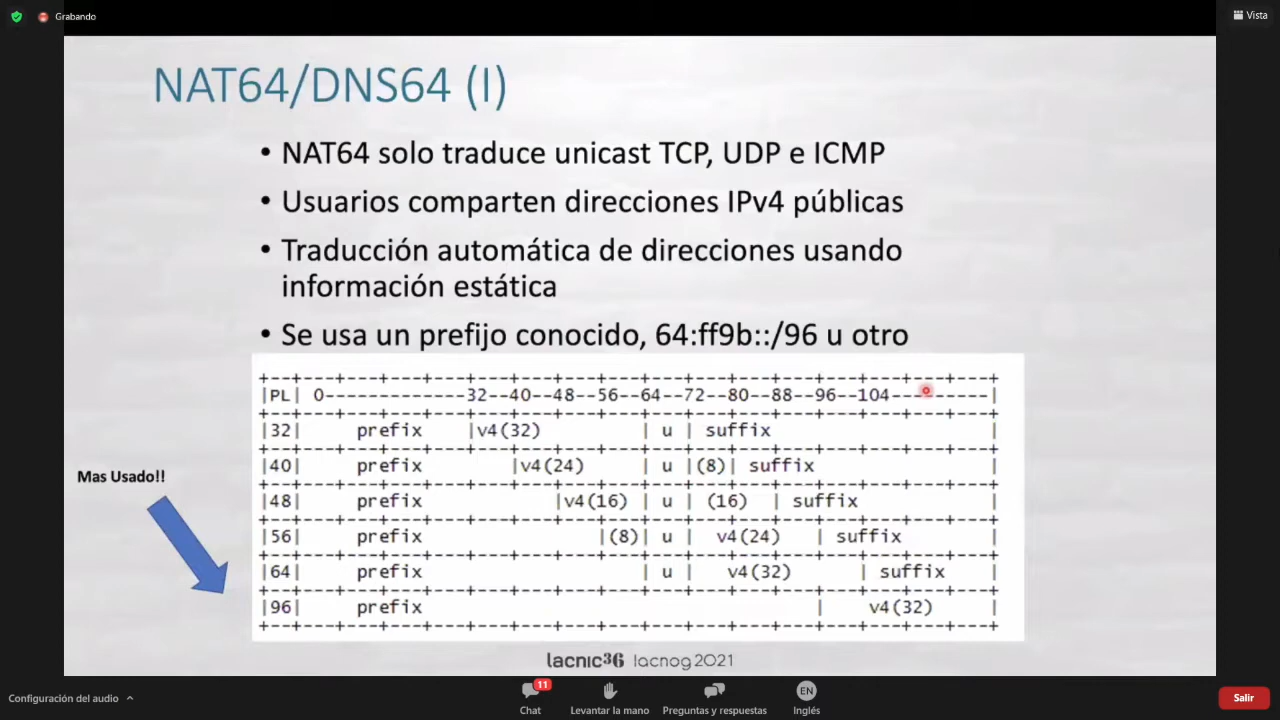 Grabando
Vista
NAT64/DNS64 (I)
• NAT64 solo traduce unicast TCP, UDP e ICMP
• Usuarios comparten direcciones IPv4 públicas
• Traducción automática de direcciones usando
información estática
• Se usa un prefijo conocido, 64:ff9b::/96 u otro
+--+---+---+---+---+---+---+---+---+---+---+---+---+---+---+---+---+
|PL| 0-------------32--40--48--56--64--72--80--88--96--104---------|
+--+---+---+---+---+---+---+---+---+---+---+---+---+---+---+---+---+
|32|     prefix    |v4(32)         | u | suffix                    |
+--+---+---+---+---+---+---+---+---+---+---+---+---+---+---+---+---+
|40|     prefix        |v4(24)     | u |(8)| suffix                |
+--+---+---+---+---+---+---+---+---+---+---+---+---+---+---+---+---+
|48|     prefix            |v4(16) | u | (16)  | suffix            |
+--+---+---+---+---+---+---+---+---+---+---+---+---+---+---+---+---+
|56|     prefix                |(8)| u |  v4(24)   | suffix        |
+--+---+---+---+---+---+---+---+---+---+---+---+---+---+---+---+---+
|64|     prefix                    | u |   v4(32)      | suffix    |
+--+---+---+---+---+---+---+---+---+---+---+---+---+---+---+---+---+
|96|     prefix                                    |    v4(32)     |
+--+---+---+---+---+---+---+---+---+---+---+---+---+---+---+---+---+
Mas Usado!!
lacnic36 lacnog2021
Configuración del audio
11
Chat
Levantar la mano
Preguntas y respuestas
EN
Inglés
Salir